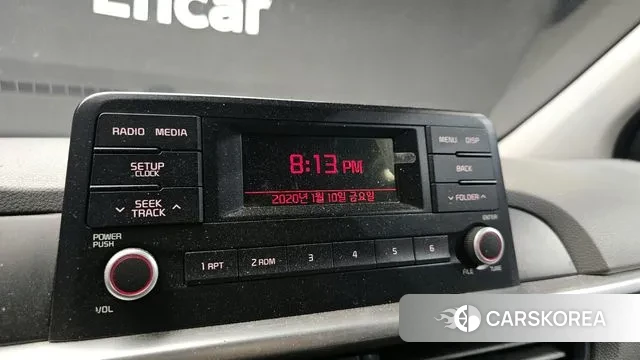 Encar
RADIO MEDIA
MENU DISP
SETUP
CLOCK
8:13 PM
BACK
SEEK
TRACK
2020년 1월 10일 금요일
FOLDER
POWER
PUSH
ENTER
1 RPT
2 RDM
3
4
5
6
VOL
FILE
TUNE
CARSKOREA